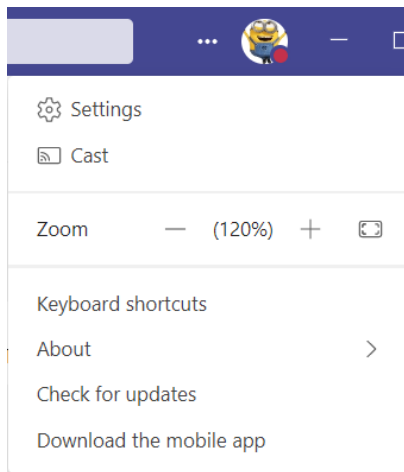 Settings
Cast
Zoom — (120%) +
Keyboard shortcuts
About
Check for updates
Download the mobile app